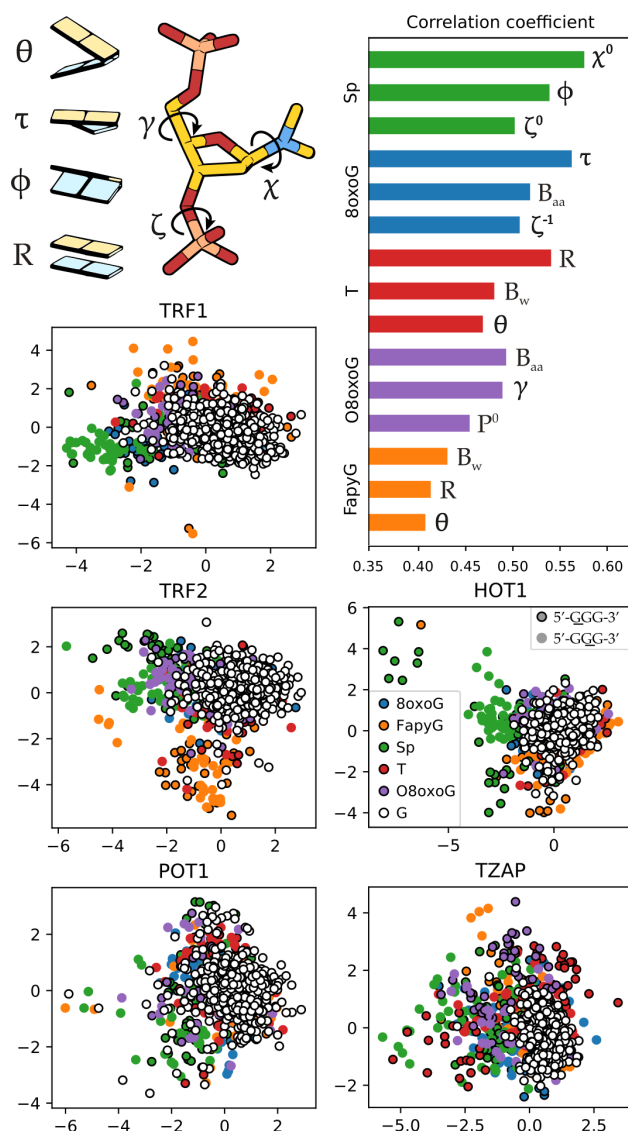 θ
τ
ϕ
R
γ
χ
ζ
Correlation coefficient
Sp
8oxoG
T
O8oxoG
FapyG
χ⁰
ϕ
ζ⁰
τ
Baa
ζ⁻¹
R
Bw
θ
Baa
γ
P⁰
Bw
R
θ
0.35 0.40 0.45 0.50 0.55 0.60
TRF1
4
2
0
−2
−4
−6
−4 −2 0 2
TRF2
2
0
−2
−4
−6 −4 −2 0 2
HOT1
6
4
2
0
−2
−4
−5 0
5′-GGG-3′
5′-GGG-3′
8oxoG
FapyG
Sp
T
O8oxoG
G
POT1
2
0
−2
−4
−6 −4 −2 0 2
TZAP
4
2
0
−2
−5.0 −2.5 0.0